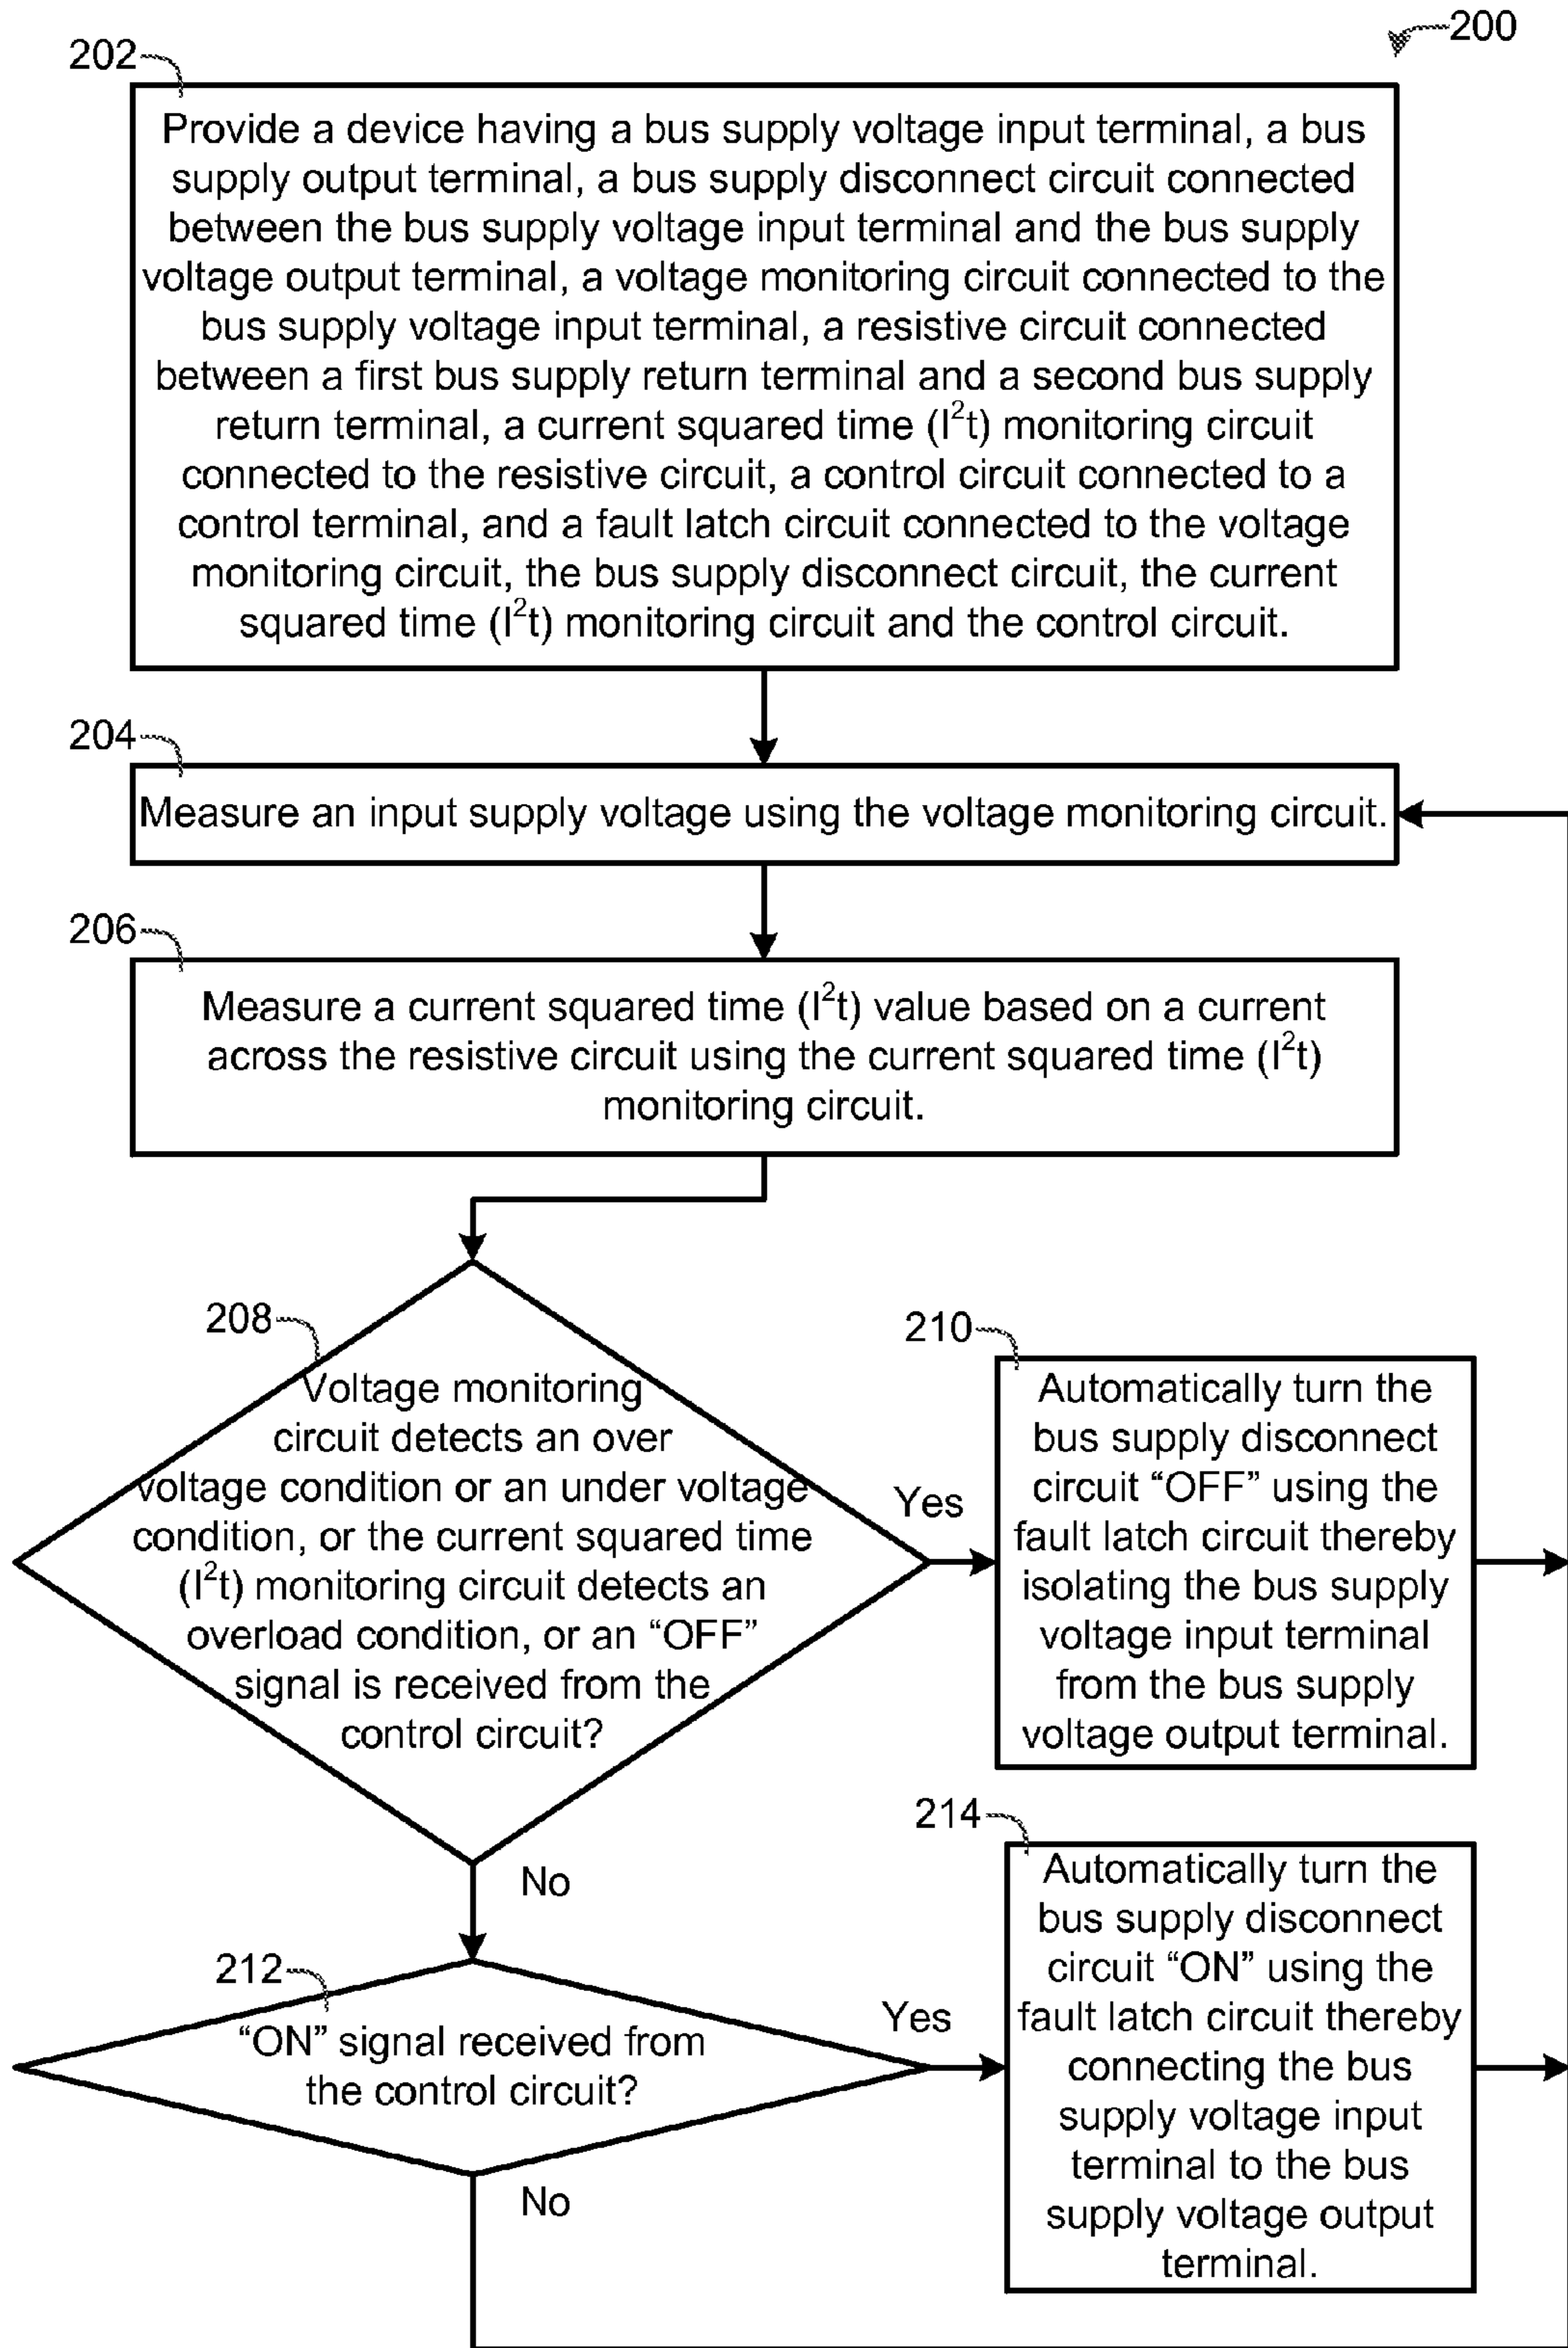 200
202
Provide a device having a bus supply voltage input terminal, a bus
supply output terminal, a bus supply disconnect circuit connected
between the bus supply voltage input terminal and the bus supply
voltage output terminal, a voltage monitoring circuit connected to the
bus supply voltage input terminal, a resistive circuit connected
between a first bus supply return terminal and a second bus supply
return terminal, a current squared time (I²t) monitoring circuit
connected to the resistive circuit, a control circuit connected to a
control terminal, and a fault latch circuit connected to the voltage
monitoring circuit, the bus supply disconnect circuit, the current
squared time (I²t) monitoring circuit and the control circuit.
204
Measure an input supply voltage using the voltage monitoring circuit.
206
Measure a current squared time (I²t) value based on a current
across the resistive circuit using the current squared time (I²t)
monitoring circuit.
208
Voltage monitoring
circuit detects an over
voltage condition or an under voltage
condition, or the current squared time
(I²t) monitoring circuit detects an
overload condition, or an “OFF”
signal is received from the
control circuit?
Yes
210
Automatically turn the
bus supply disconnect
circuit “OFF” using the
fault latch circuit thereby
isolating the bus supply
voltage input terminal
from the bus supply
voltage output terminal.
No
212
“ON” signal received from
the control circuit?
Yes
214
Automatically turn the
bus supply disconnect
circuit “ON” using the
fault latch circuit thereby
connecting the bus
supply voltage input
terminal to the bus
supply voltage output
terminal.
No